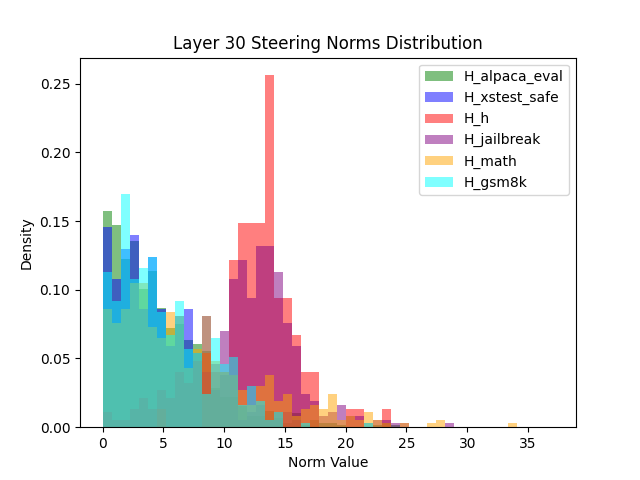 Layer 30 Steering Norms Distribution
H_alpaca_eval
H_xstest_safe
H_h
H_jailbreak
H_math
H_gsm8k
0.25
0.20
0.15
0.10
0.05
0.00
Density
0 5 10 15 20 25 30 35
Norm Value